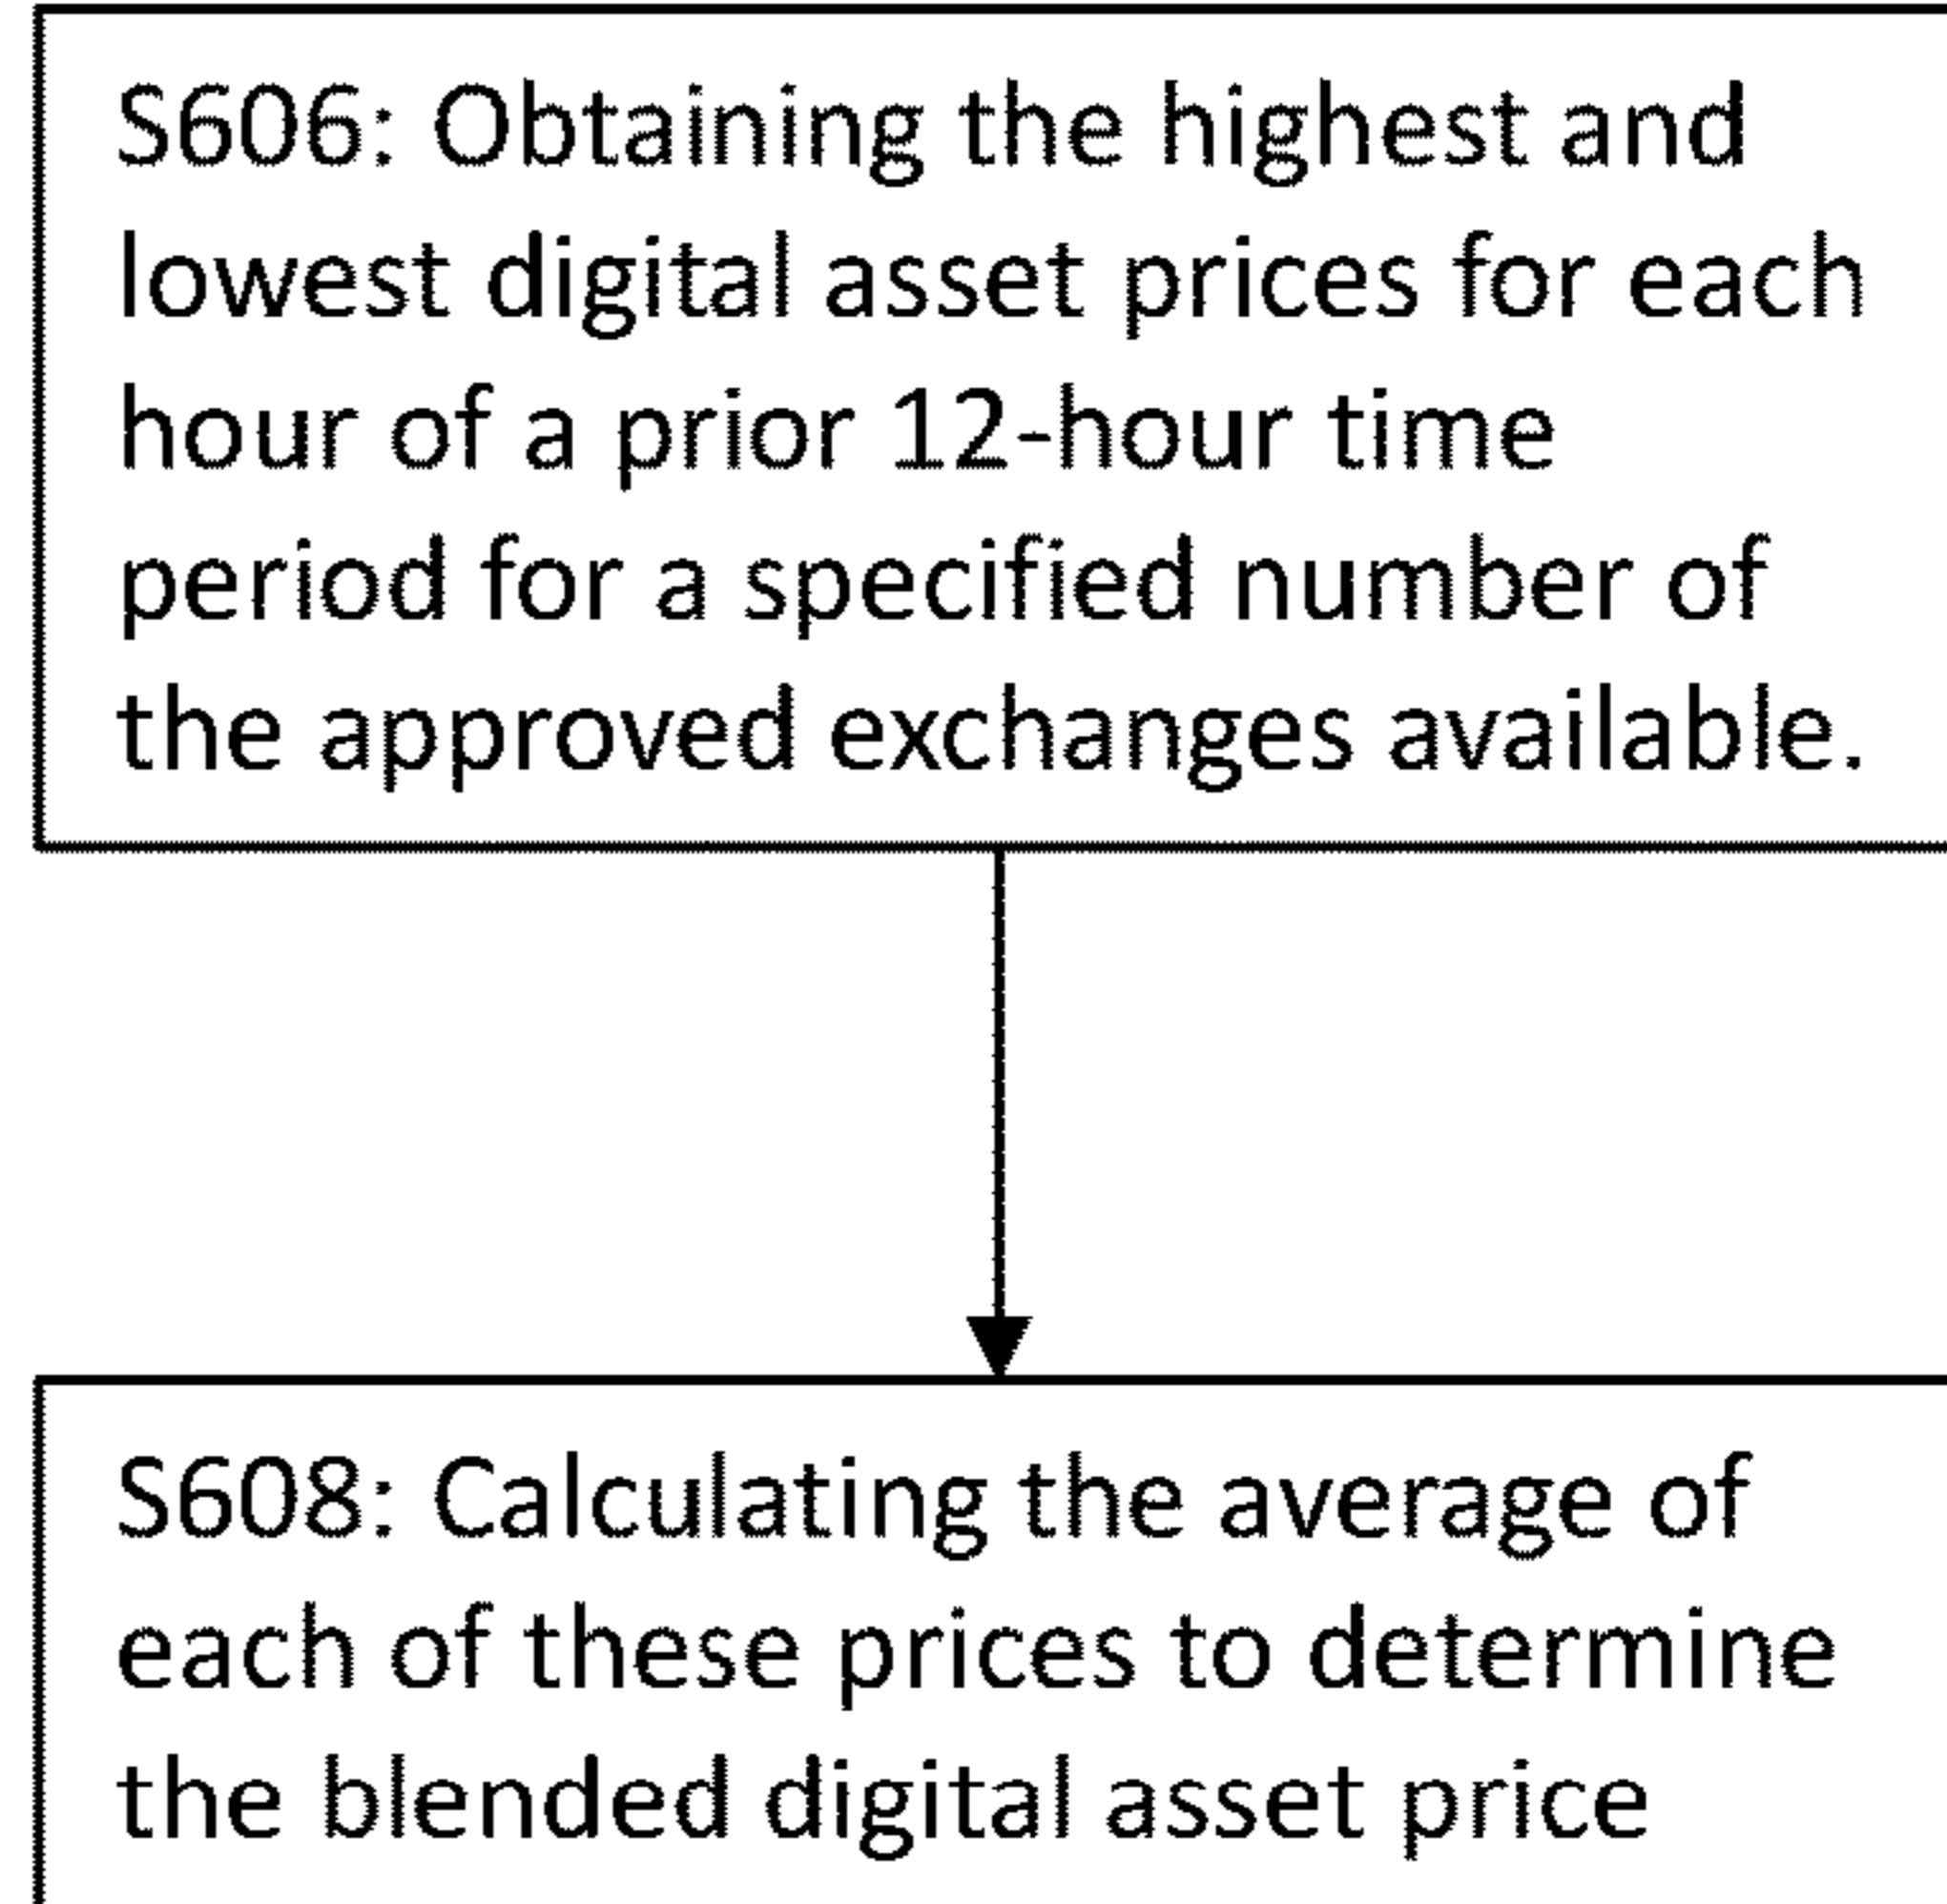 S606: Obtaining the highest and
lowest digital asset prices for each
hour of a prior 12-hour time
period for a specified number of
the approved exchanges available.
S608: Calculating the average of
each of these prices to determine
the blended digital asset price